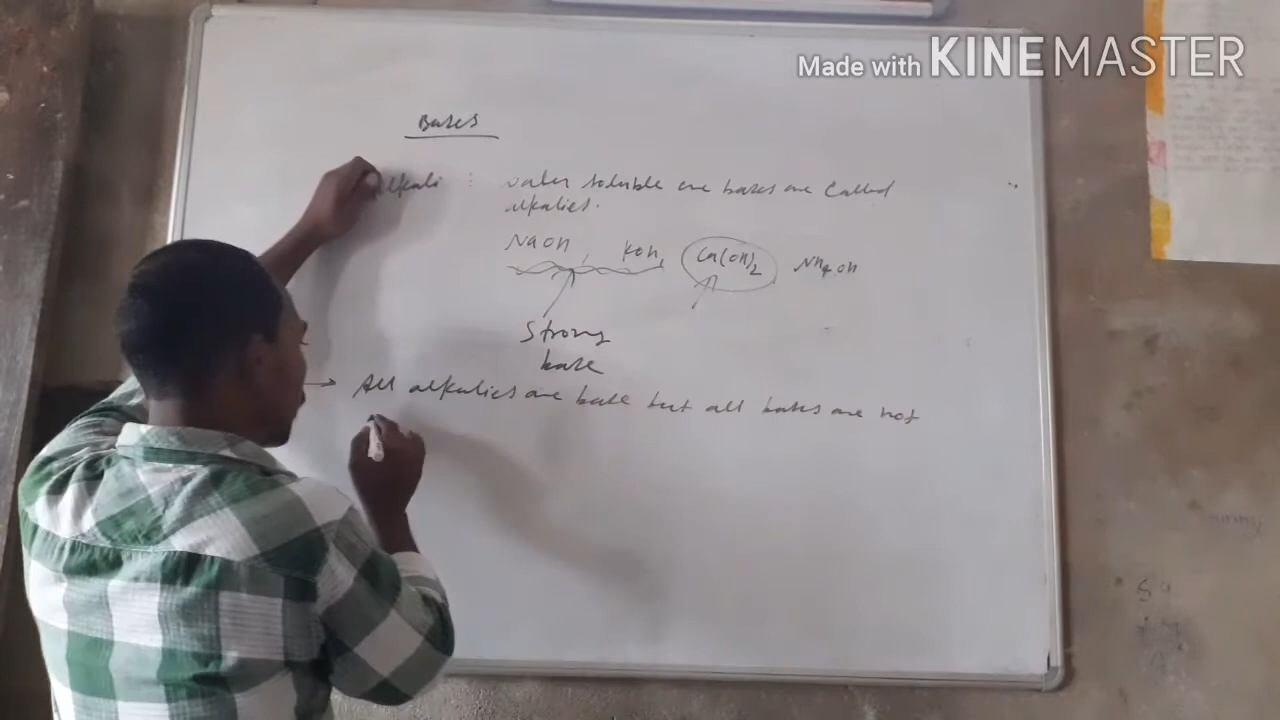 Made with KINEMASTER
Bases
alkali : water soluble are bases are called
alkalies.
NaOH, KOH, Ca(OH)2 NH4OH
Strong
base
→ All alkalies are base but all bases are not